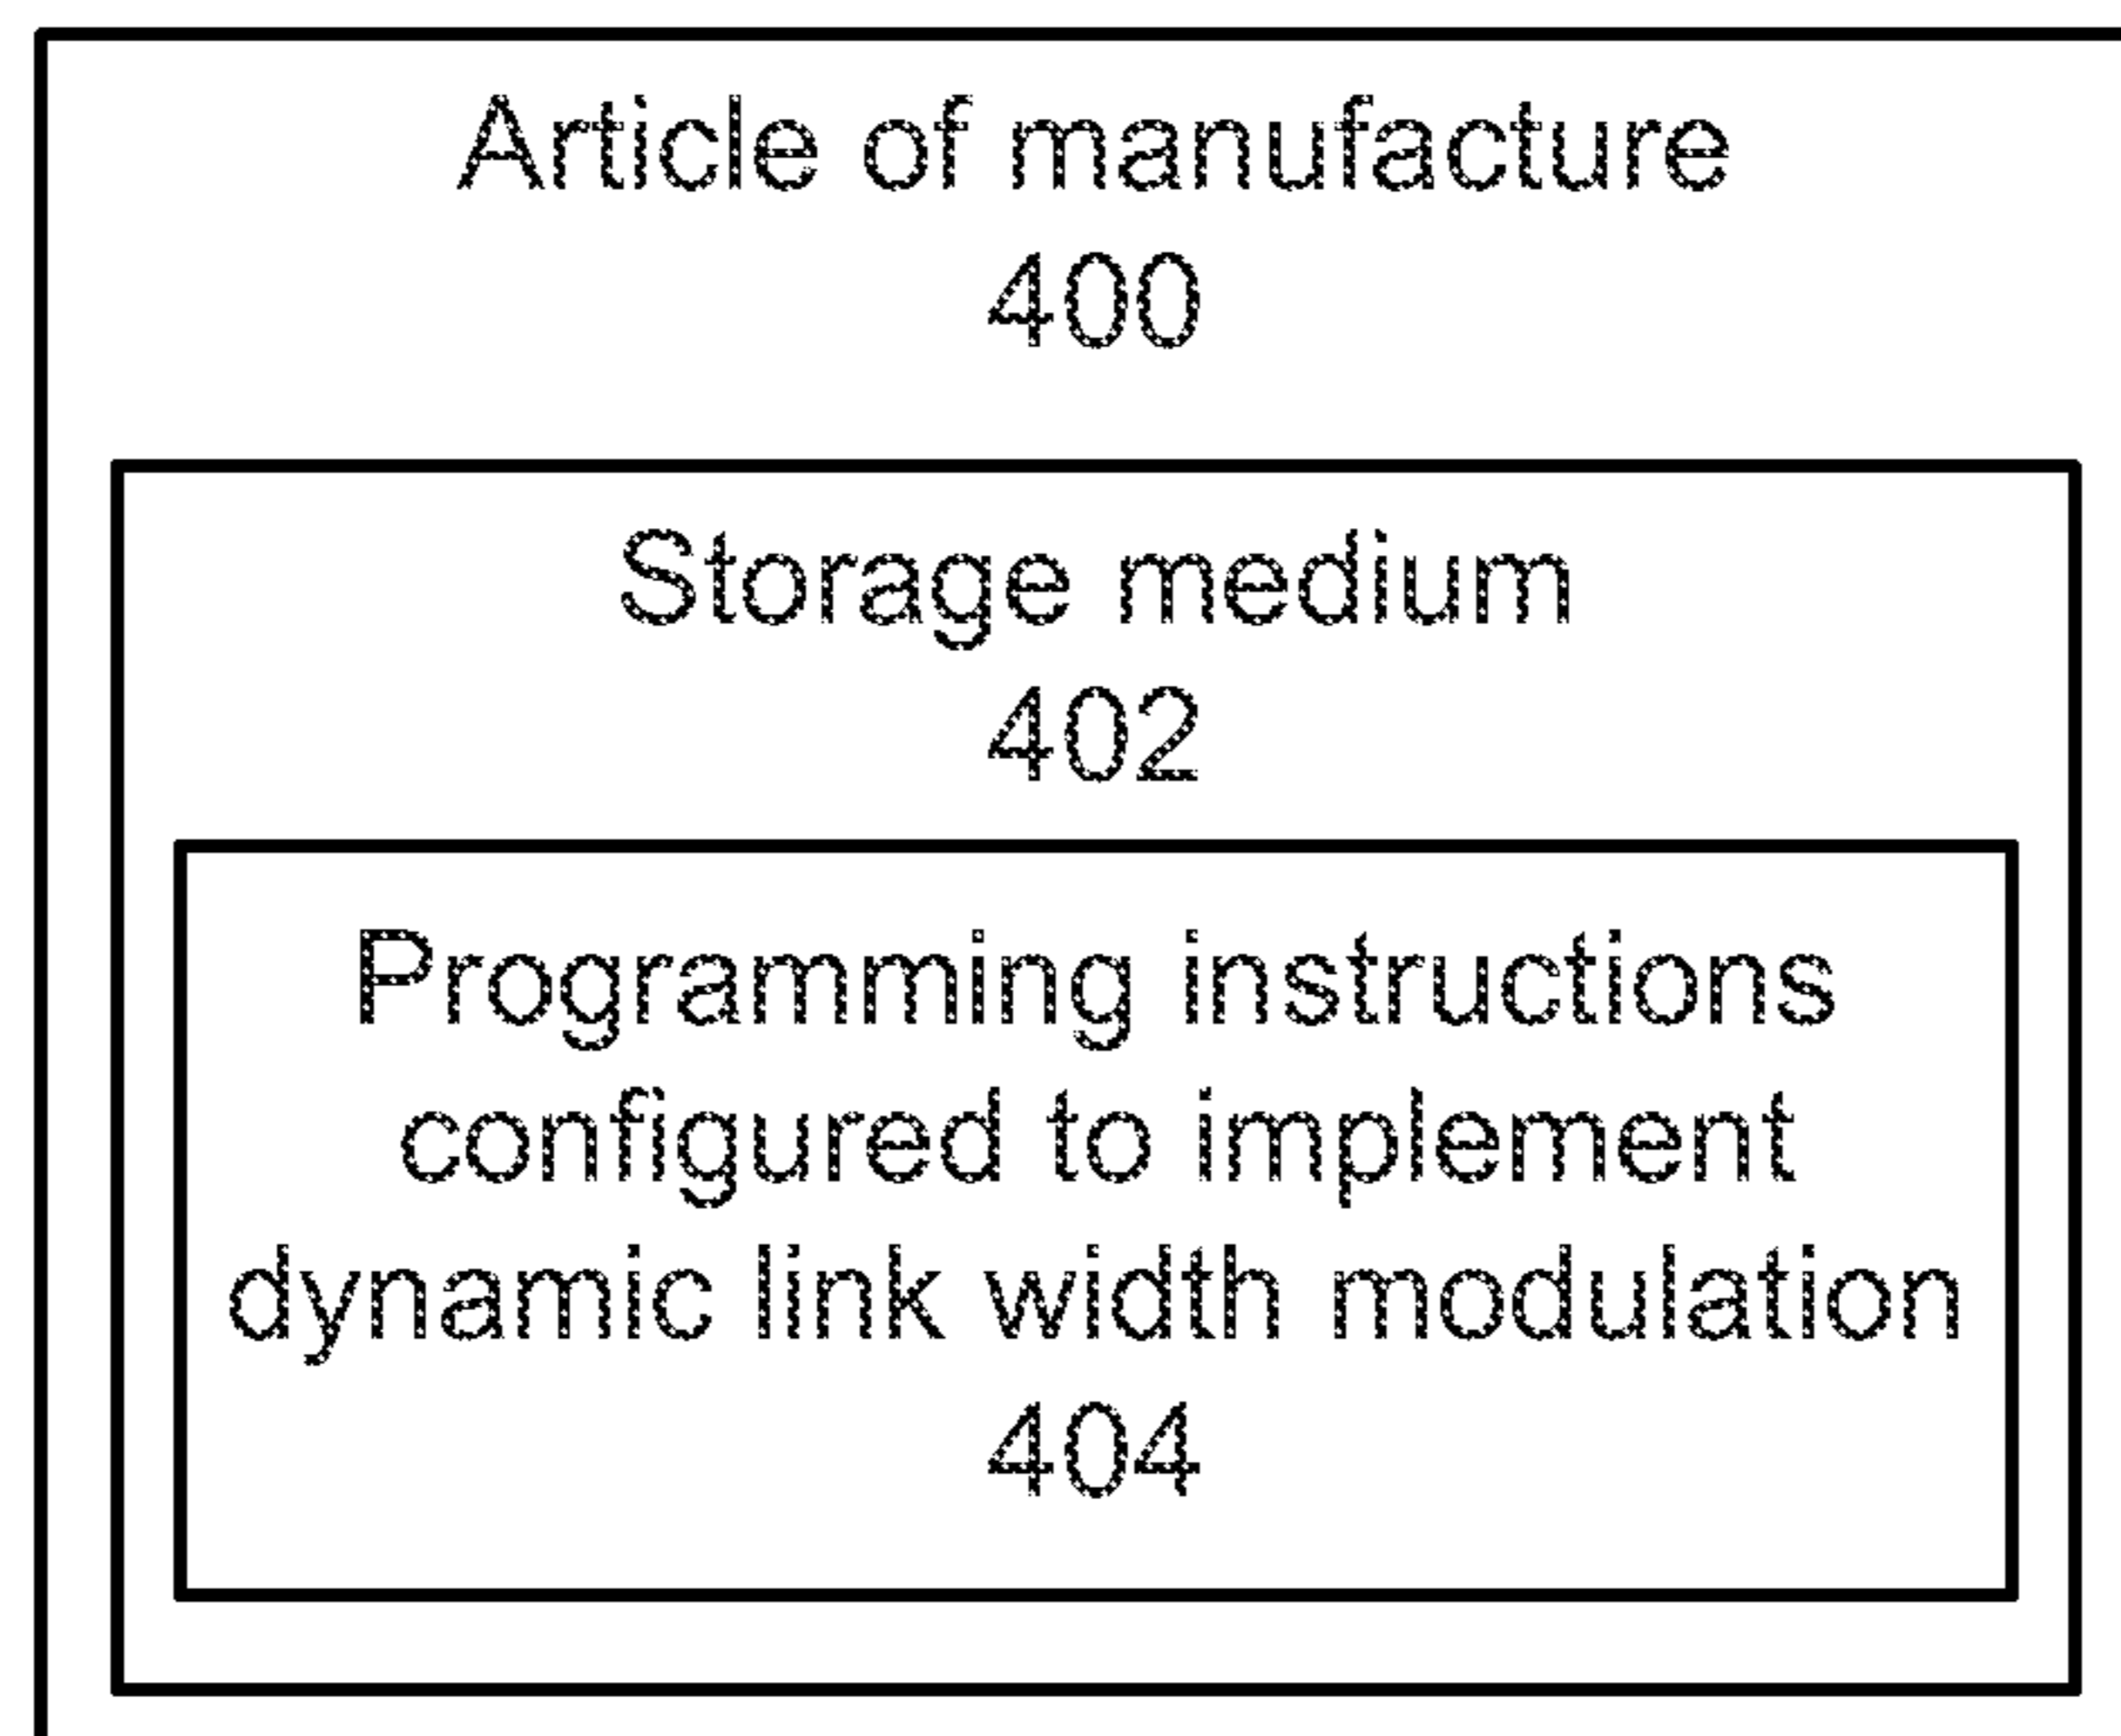 Article of manufacture
400
Storage medium
402
Programming instructions
configured to implement
dynamic link width modulation
404